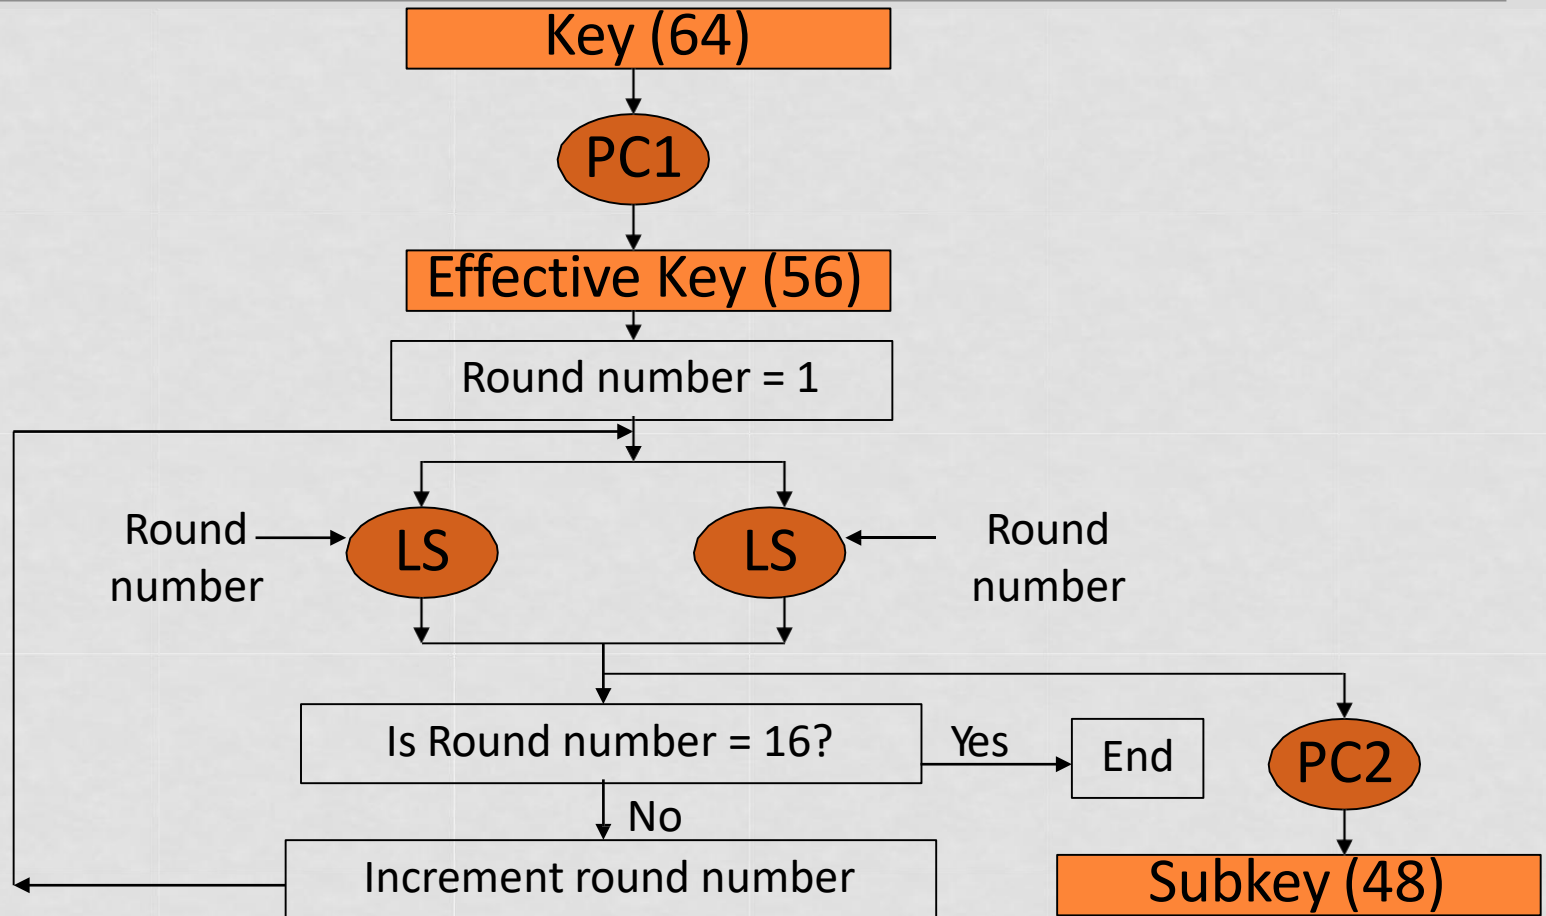 Key (64)
PC1
Effective Key (56)
Round number = 1
Round
number
LS
LS
Round
number
Is Round number = 16?
Yes
End
PC2
No
Increment round number
Subkey (48)